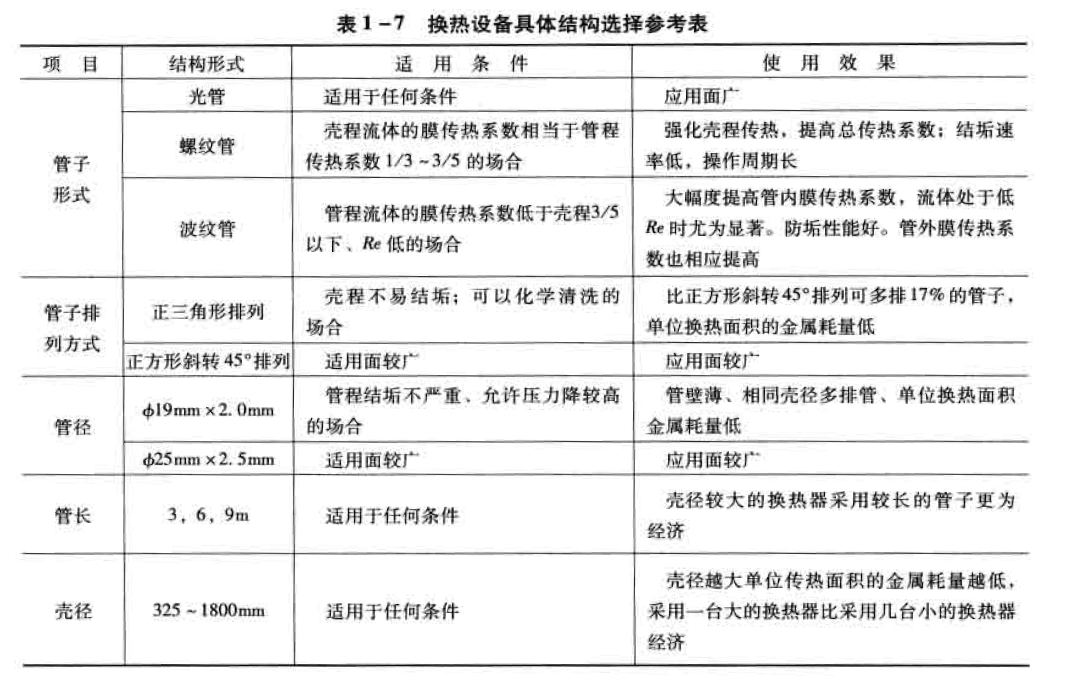 表1-7 换热设备具体结构选择参考表
项 目 结构形式 适 用 条 件 使 用 效 果
管子形式 光管 适用于任何条件 应用面广
螺纹管 壳程流体的膜传热系数相当于管程
传热系数1/3~3/5的场合
强化壳程传热，提高总传热系数；结垢速
率低，操作周期长
波纹管 管程流体的膜传热系数低于壳程3/5
以下、Re低的场合
大幅度提高管内膜传热系数，流体处于低
Re时尤为显著。防垢性能好。管外膜传热系
数也相应提高
管子排
列方式
正三角形排列 壳程不易结垢；可以化学清洗的
场合
比正方形斜转45°排列可多排17%的管子，
单位换热面积的金属耗量低
正方形斜转45°排列 适用面较广 应用面较广
管径 ϕ19mm×2.0mm 管程结垢不严重、允许压力降较高
的场合
管壁薄、相同壳径多排管、单位换热面积
金属耗量低
ϕ25mm×2.5mm 适用面较广 应用面较广
管长 3，6，9m 适用于任何条件 壳径较大的换热器采用较长的管子更为
经济
壳径 325~1800mm 适用于任何条件 壳径越大单位传热面积的金属耗量越低，
采用一台大的换热器比采用几台小的换热器
经济